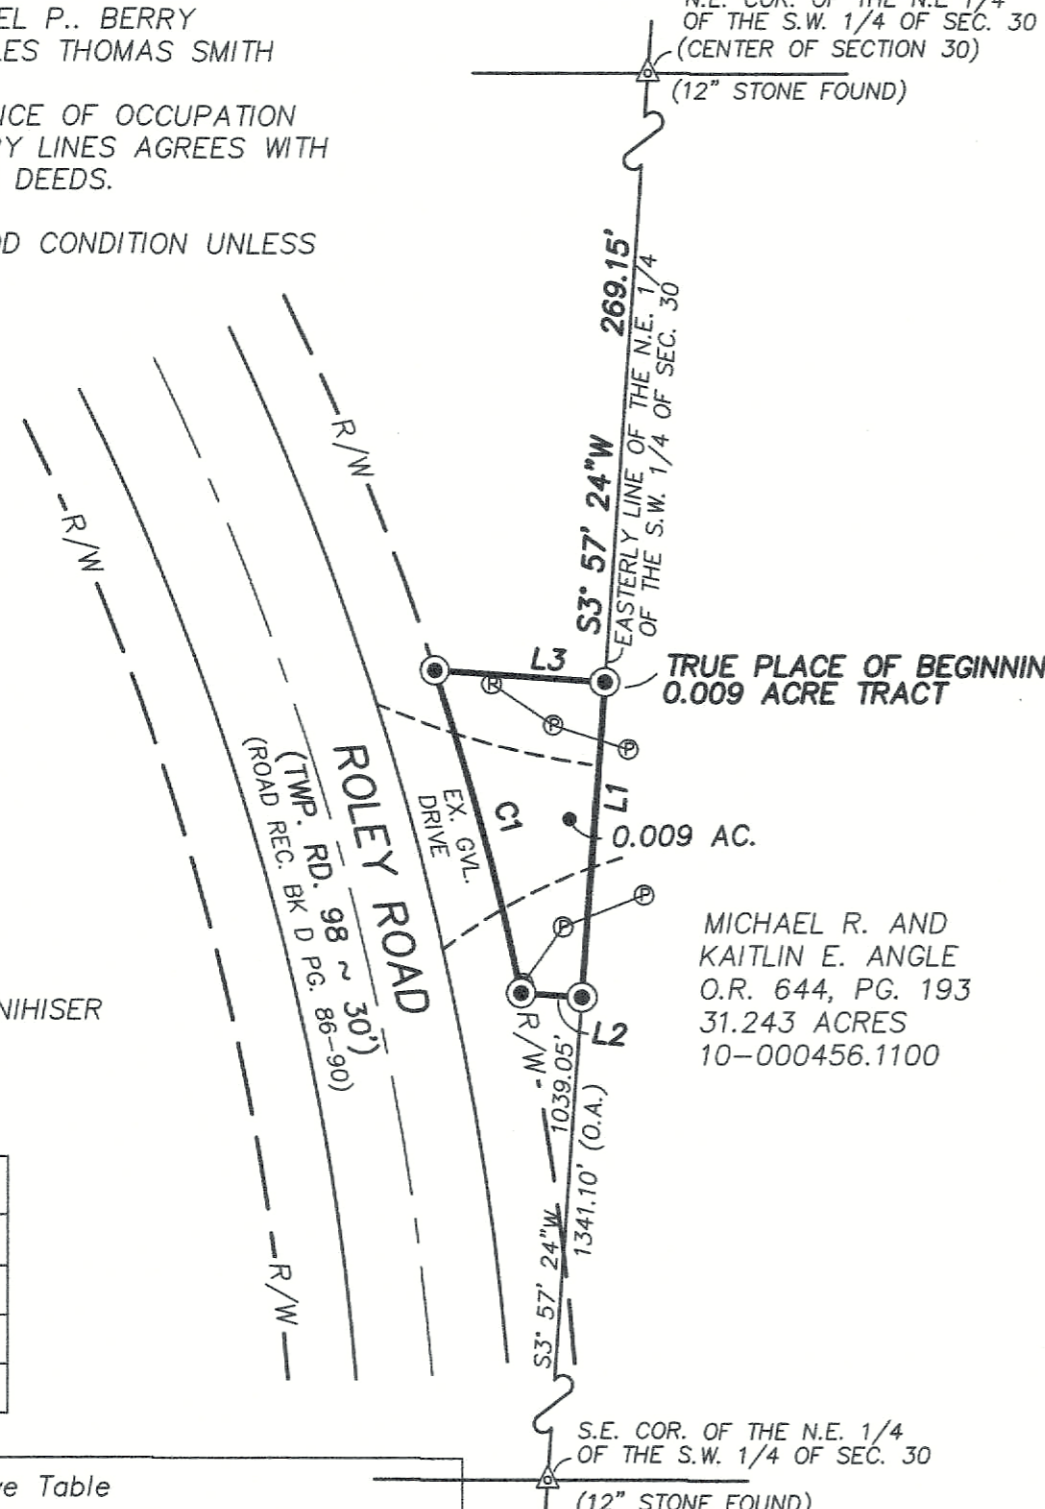 EL P.. BERRY
LES THOMAS SMITH
ICE OF OCCUPATION
RY LINES AGREES WITH
DEEDS.
OD CONDITION UNLESS
N.E. COR. OF THE N.E 1/4
OF THE S.W. 1/4 OF SEC. 30
(CENTER OF SECTION 30)
(12" STONE FOUND)
269.15'
S3° 57' 24"W
EASTERLY LINE OF THE N.E. 1/4
OF THE S.W. 1/4 OF SEC. 30
R/W
R/W
L3
TRUE PLACE OF BEGINNIN
0.009 ACRE TRACT
R
P
P
L1
C1
EX. GVL.
DRIVE
0.009 AC.
ROLEY ROAD
(TWP. RD. 98 ~ 30')
(ROAD REC. BK D PG. 86-90)
P
P
MICHAEL R. AND
KAITLIN E. ANGLE
O.R. 644, PG. 193
31.243 ACRES
10-000456.1100
NIHISER
L2
R/W
1039.05'
1341.10' (O.A.)
S3° 57' 24"W
R/W
S.E. COR. OF THE N.E. 1/4
OF THE S.W. 1/4 OF SEC. 30
(12" STONE FOUND)
ve Table